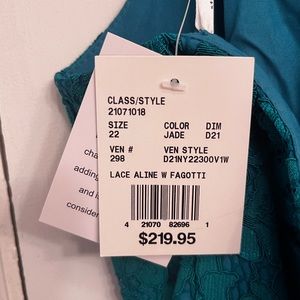 CLASS/STYLE
21071018
SIZE COLOR DIM
22 JADE D21
VEN # VEN STYLE
298 D21NY22300V1W
LACE ALINE W FAGOTTI
4 21070 82696 1
$219.95
adding
and
consider